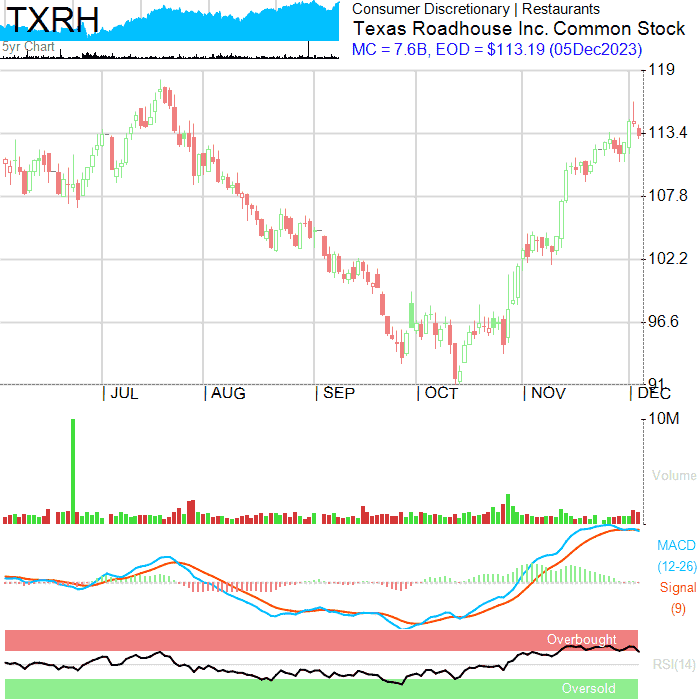 TXRH
5yr Chart
Consumer Discretionary | Restaurants
Texas Roadhouse Inc. Common Stock
MC = 7.6B, EOD = $113.19 (05Dec2023)
119
113.4
107.8
102.2
96.6
91
| JUL | AUG | SEP | OCT | NOV | DEC
10M
Volume
MACD
(12-26)
Signal
(9)
Overbought
RSI(14)
Oversold